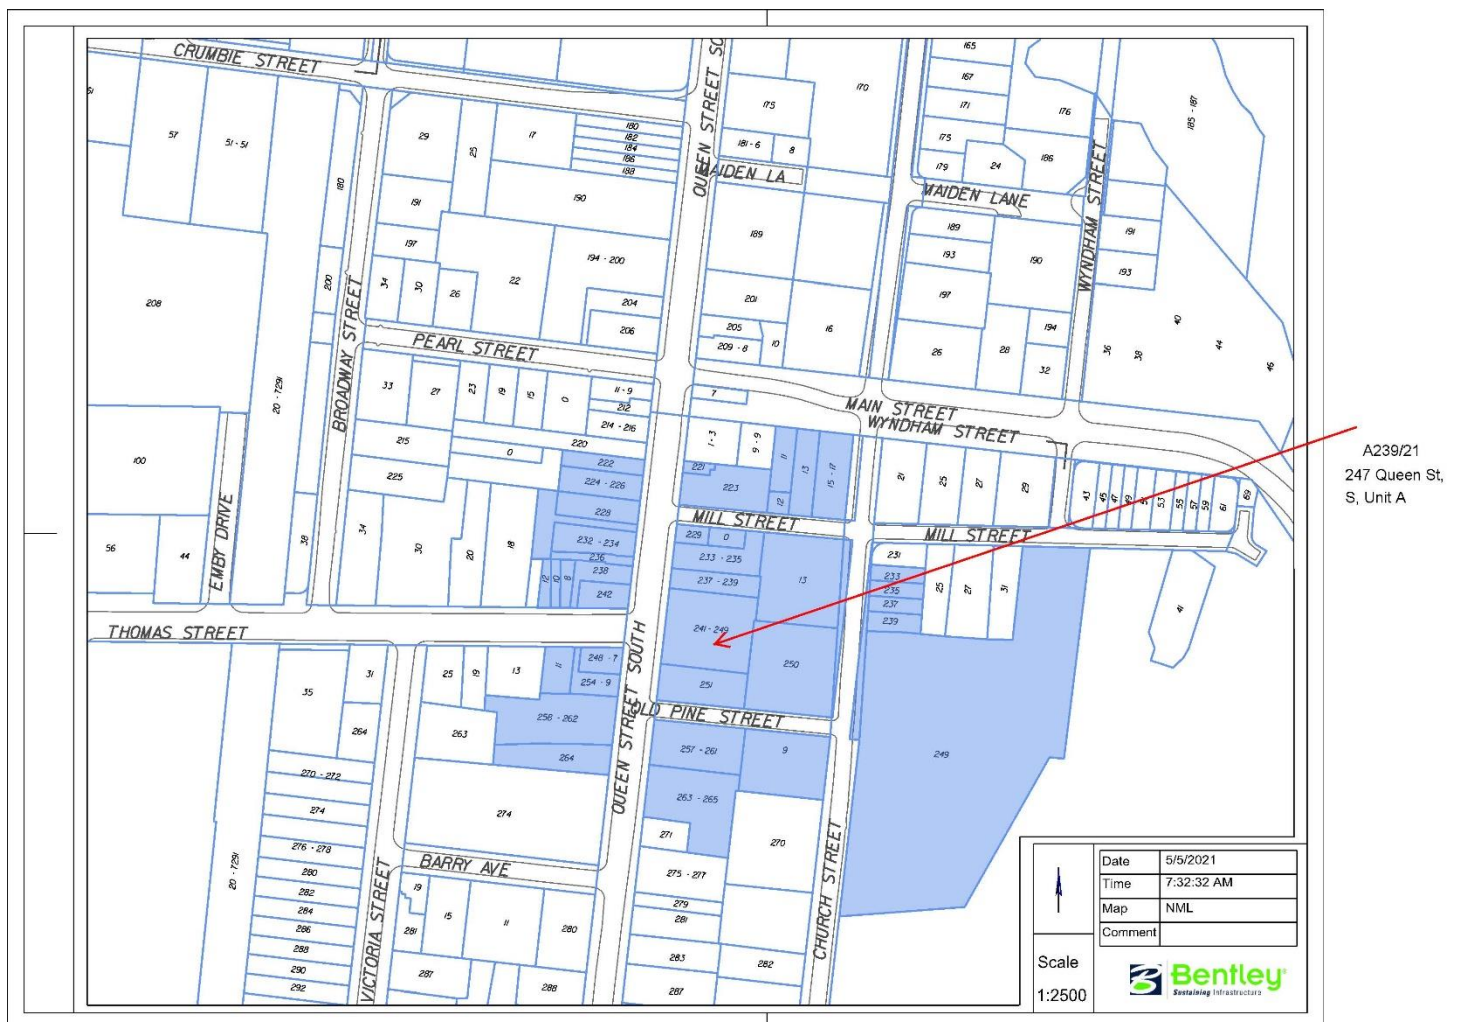 CRUMBIE STREET
QUEEN STREET SO
165
167
170
175
171
176
185 - 187
57
51 - 51
29
25
17
180
182
184
186
188
181 - 6
8
175
179
24
186
MAIDEN LA
MAIDEN LANE
WYNDHAM STREET
180
191
190
197
189
189
193
190
191
193
194 - 200
34
30
26
22
204
206
201
16
197
208
200
205
209 - 8
10
26
28
194
32
36
38
40
44
46
BROADWAY STREET
PEARL STREET
33
27
23
19
15
0
11 - 9
212
214 - 216
7
MAIN STREET
WYNDHAM STREET
20 - 7291
215
220
0
225
1 - 3
9 - 9
11
13
15 - 17
221
223
12
21
25
27
29
43
45
47
49
51
53
55
57
59
61
69
A239/21
247 Queen St,
S, Unit A
100
222
224 - 226
228
232 - 234
236
238
242
12
10
8
MILL STREET
MILL STREET
EMBY DRIVE
56
44
38
34
30
20
18
229
0
233 - 235
237 - 239
13
231
233
235
237
239
25
27
31
41
THOMAS STREET
241 - 249
250
251
QUEEN STREET SOUTH
35
31
264
25
19
13
11
248 - 7
254 - 9
263
258 - 262
264
OLD PINE STREET
257 - 261
9
249
263 - 265
270 - 272
274
276 - 278
280
282
284
286
288
290
292
20 - 7291
274
271
270
275 - 277
279
281
283
287
282
BARRY AVE
VICTORIA STREET
CHURCH STREET
19
15
11
280
281
287
288
Date 5/5/2021
Time 7:32:32 AM
Map NML
Comment
Scale
1:2500
Bentley
Sustaining Infrastructure